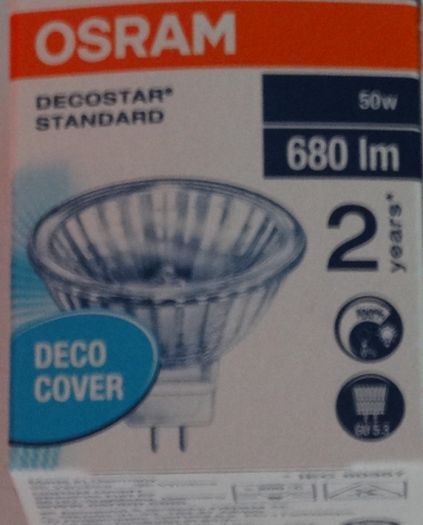 OSRAM
DECOSTAR®
STANDARD
50w
680 lm
2 years*
100%
DECO
COVER
GU 5.3